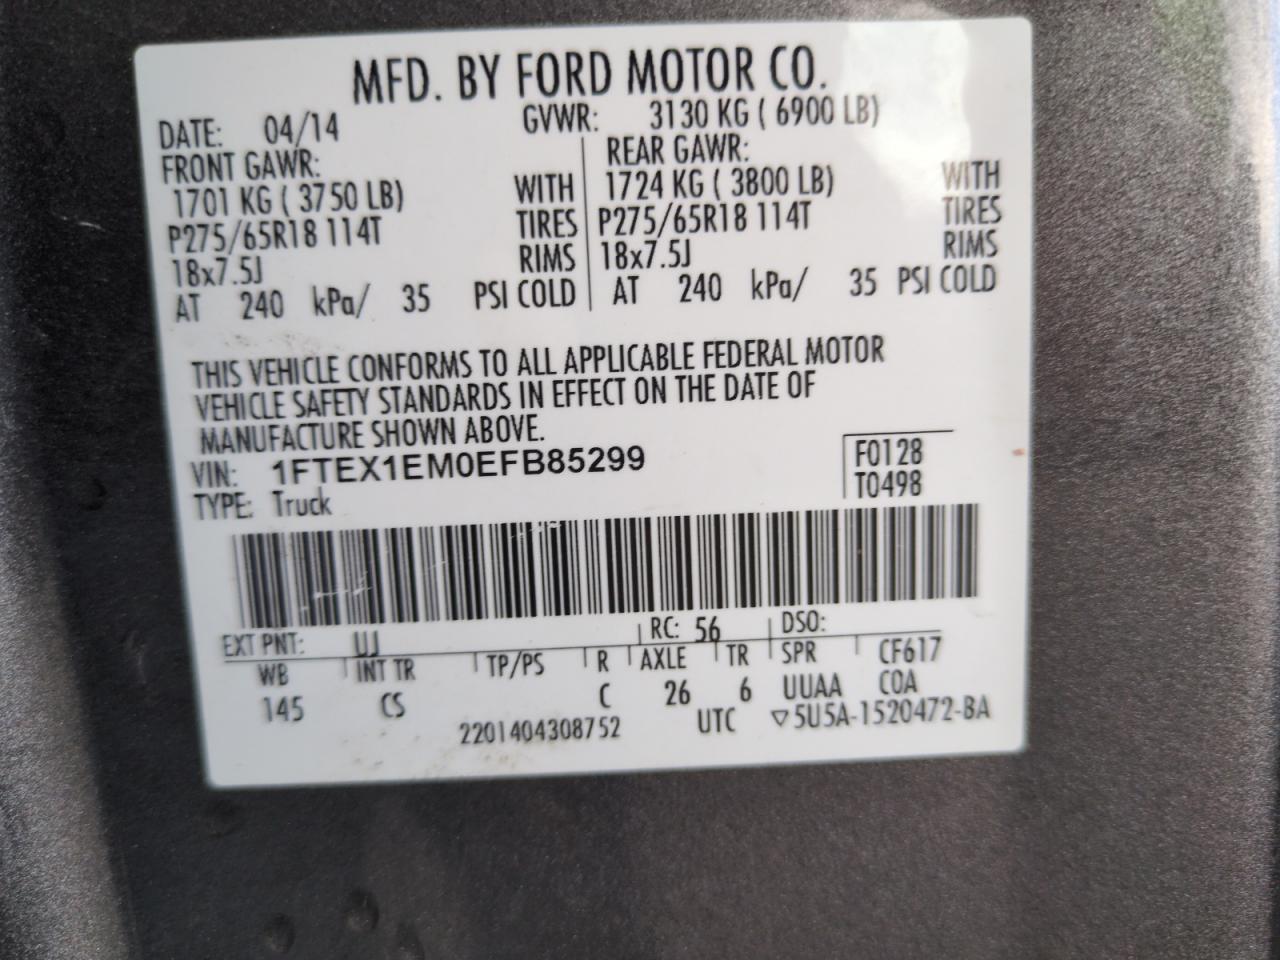 MFD. BY FORD MOTOR CO.
DATE: 04/14 GVWR: 3130 KG ( 6900 LB)
FRONT GAWR: REAR GAWR:
1701 KG ( 3750 LB) WITH 1724 KG ( 3800 LB) WITH
P275/65R18 114T TIRES P275/65R18 114T TIRES
18x7.5J RIMS 18x7.5J RIMS
AT 240 kPa/ 35 PSI COLD AT 240 kPa/ 35 PSI COLD
THIS VEHICLE CONFORMS TO ALL APPLICABLE FEDERAL MOTOR
VEHICLE SAFETY STANDARDS IN EFFECT ON THE DATE OF
MANUFACTURE SHOWN ABOVE.
VIN: 1FTEX1EM0EFB85299 F0128
TYPE: Truck T0498
EXT PNT: UJ RC: 56 DSO:
WB INT TR TP/PS R AXLE TR SPR CF617
145 CS C 26 6 UUAA COA
2201404308752 UTC ▽5U5A-1520472-BA